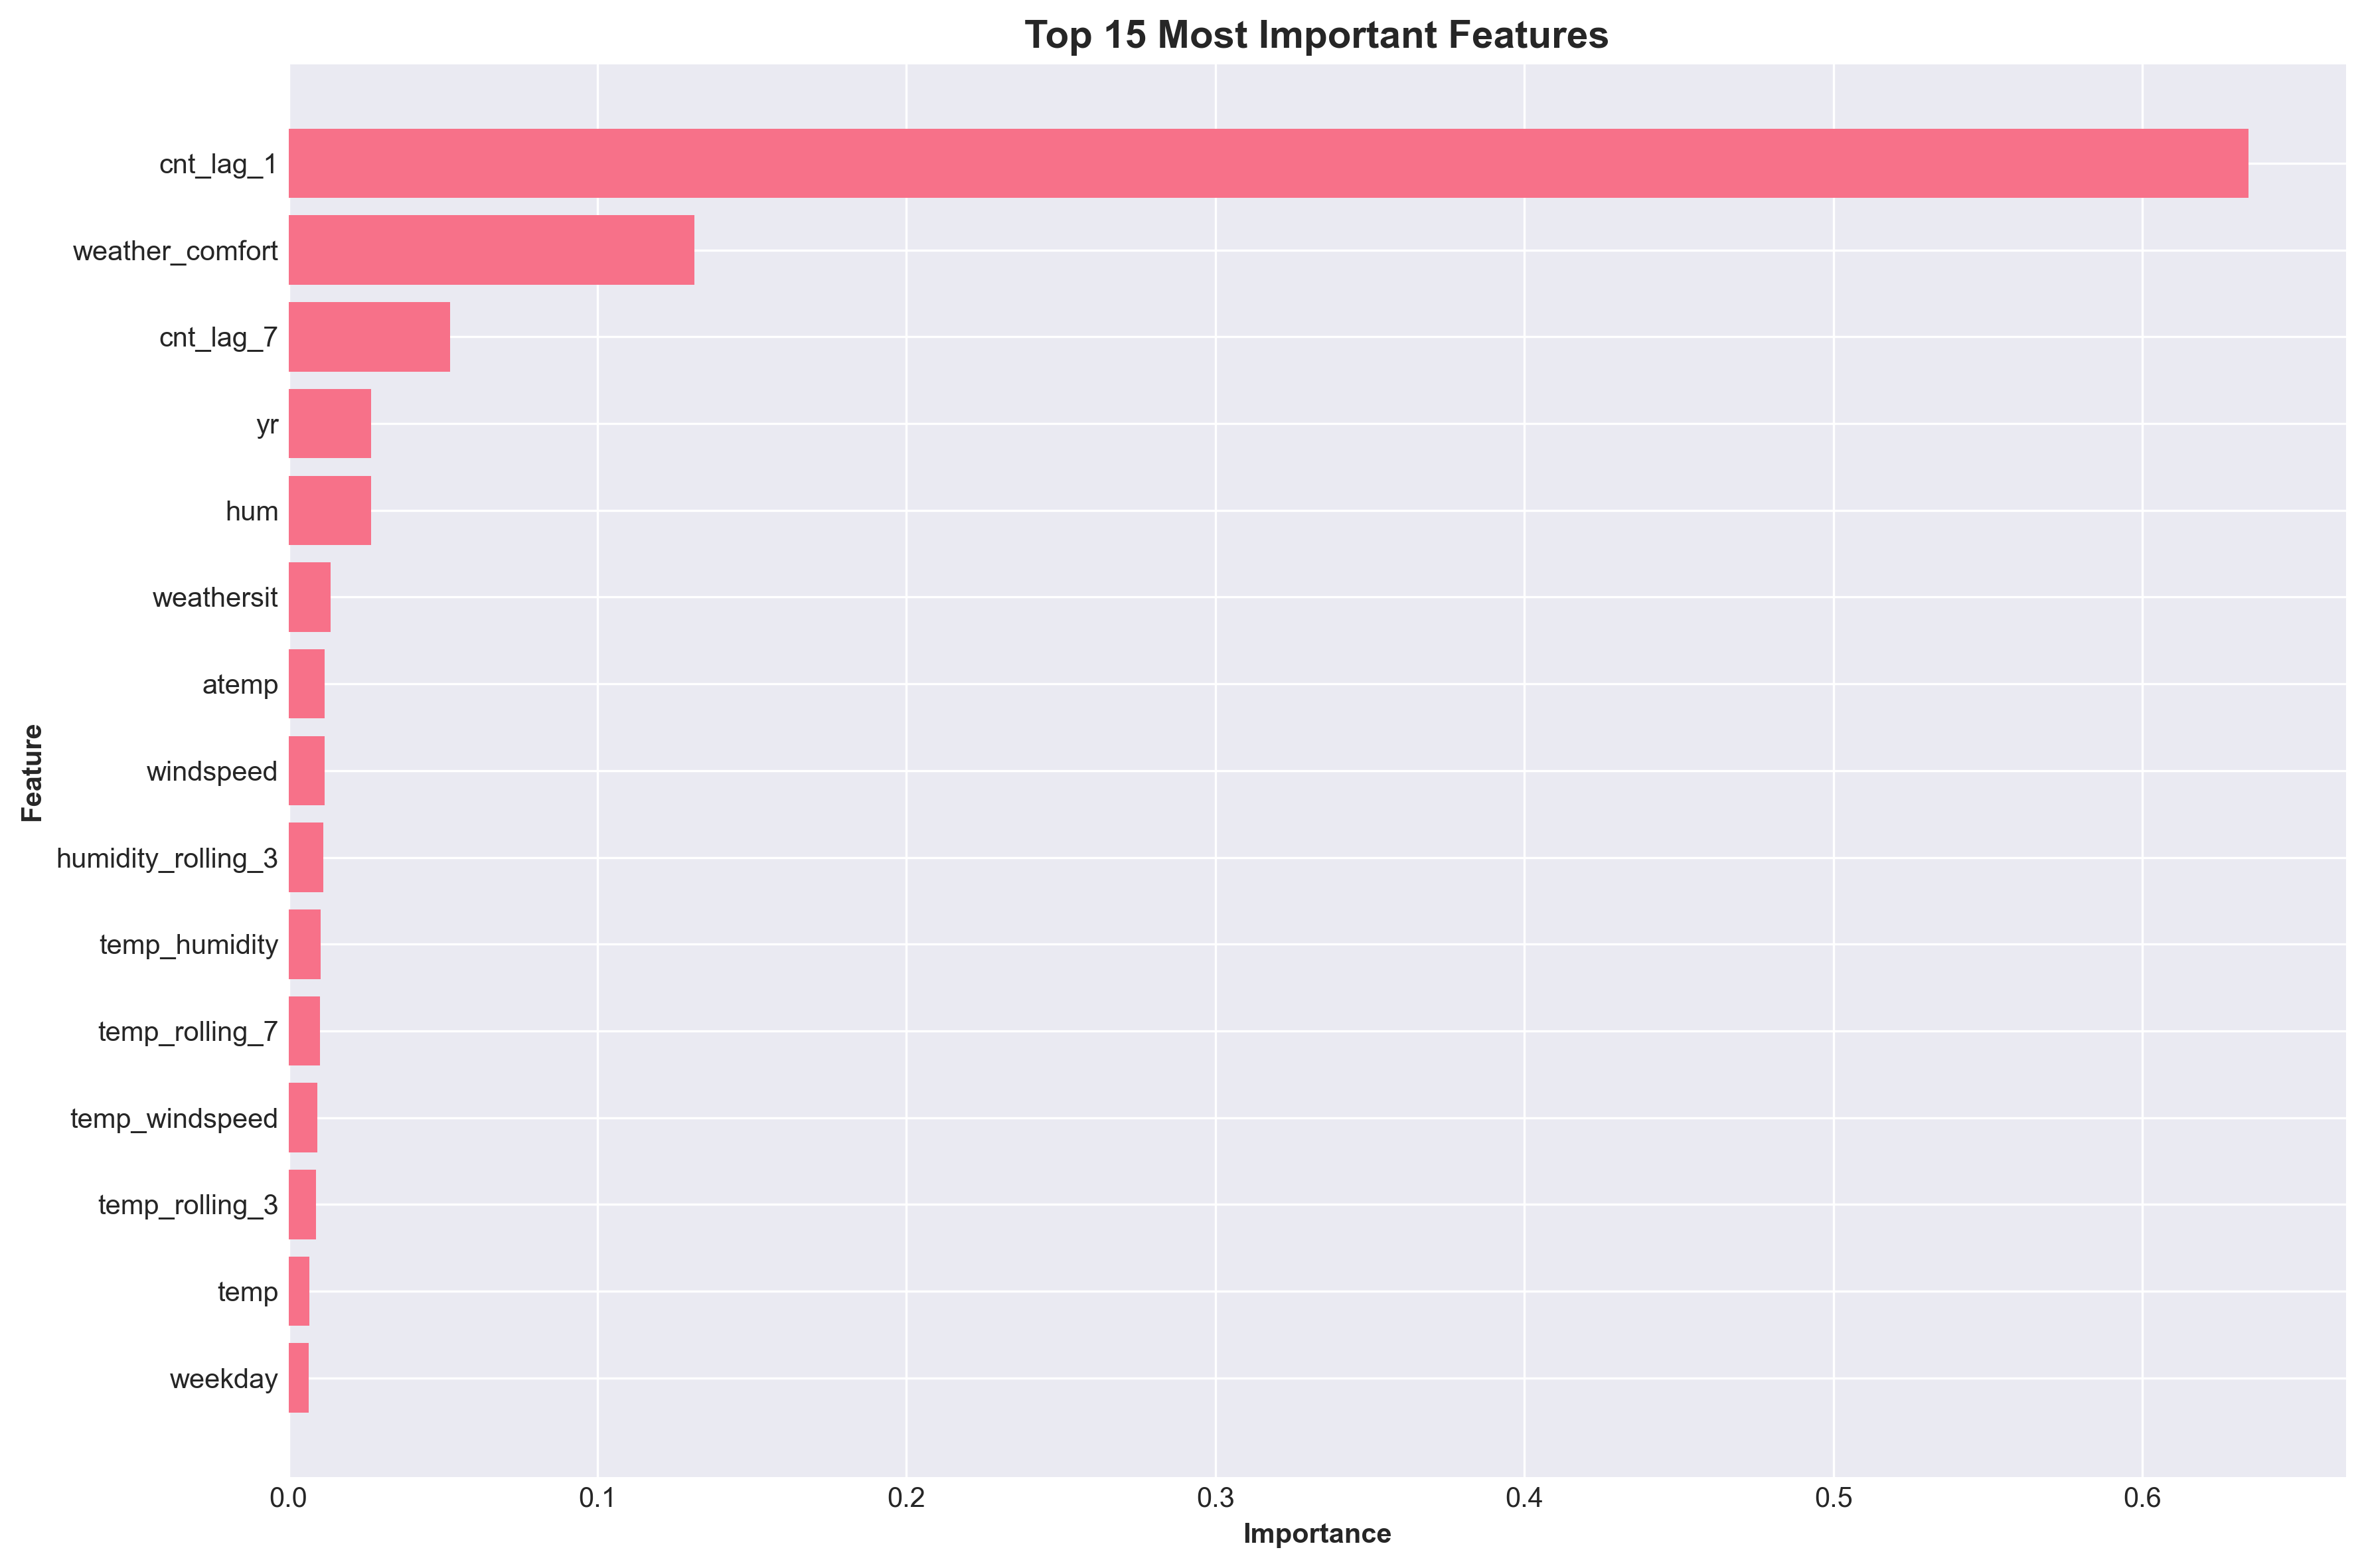 Top 15 Most Important Features
Feature
cnt_lag_1
weather_comfort
cnt_lag_7
yr
hum
weathersit
atemp
windspeed
humidity_rolling_3
temp_humidity
temp_rolling_7
temp_windspeed
temp_rolling_3
temp
weekday
0.0 0.1 0.2 0.3 0.4 0.5 0.6
Importance